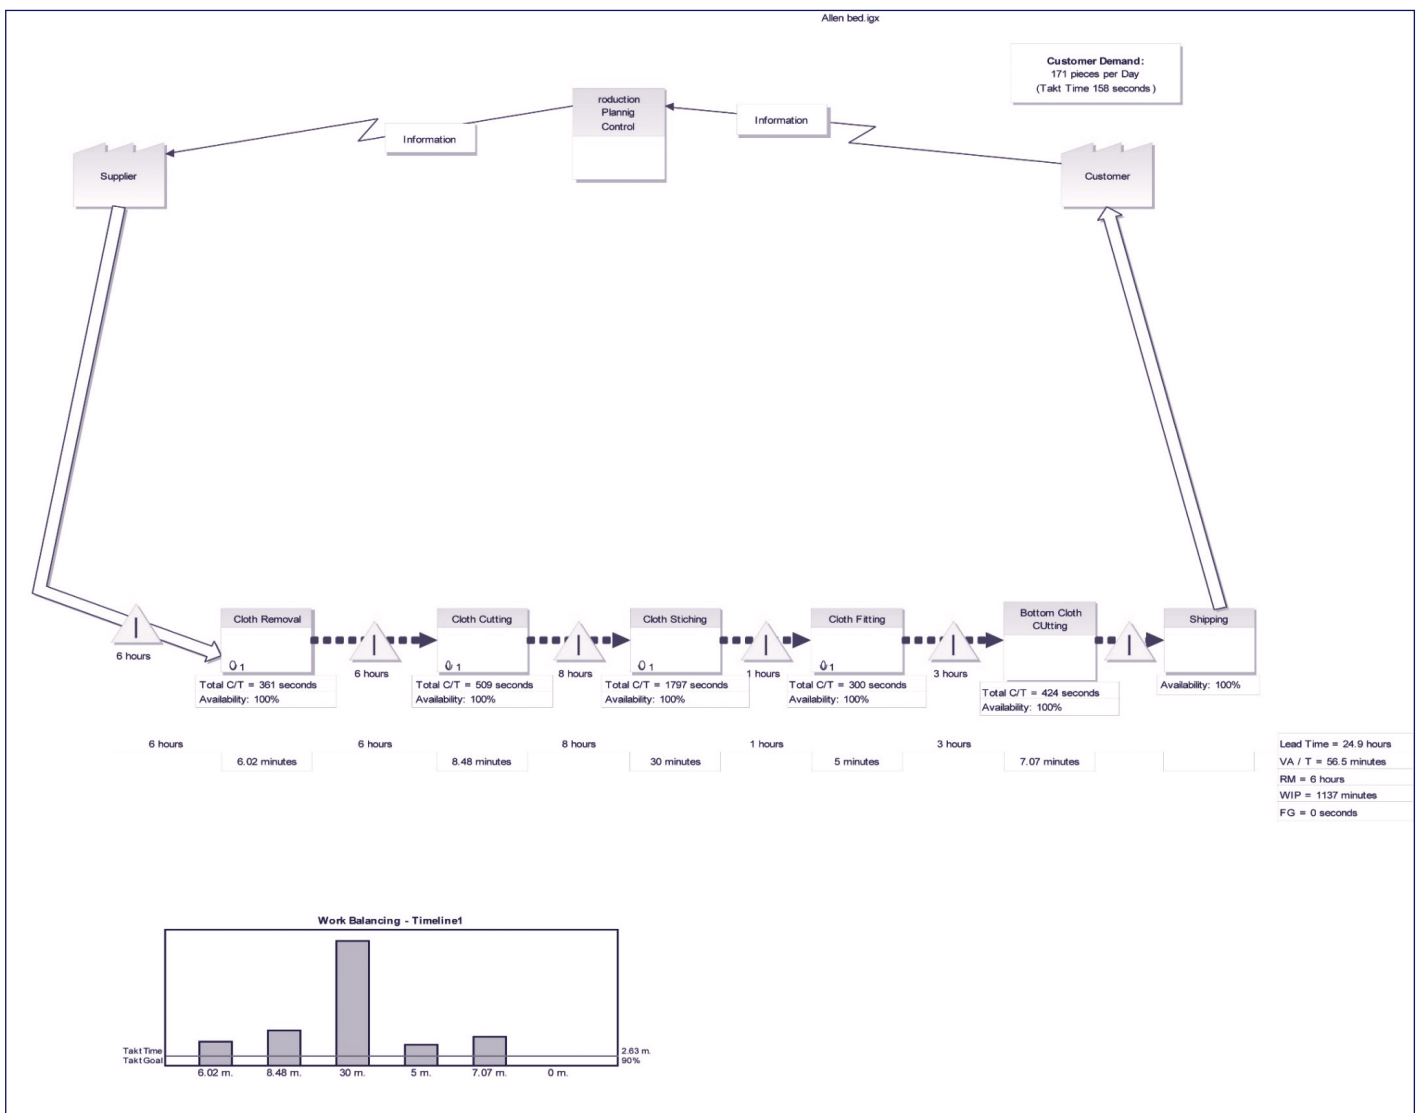 Allen bed.igx
Customer Demand:
171 pieces per Day
(Takt Time 158 seconds)
roduction
Plannig
Control
Information
Information
Supplier
Customer
Cloth Removal
Cloth Cutting
Cloth Stiching
Cloth Fitting
Bottom Cloth
CUtting
Shipping
I
I
I
I
I
I
1
1
1
1
6 hours
6 hours
8 hours
1 hours
3 hours
Total C/T = 361 seconds
Availability: 100%
Total C/T = 509 seconds
Availability: 100%
Total C/T = 1797 seconds
Availability: 100%
Total C/T = 300 seconds
Availability: 100%
Total C/T = 424 seconds
Availability: 100%
Availability: 100%
6 hours
6 hours
8 hours
1 hours
3 hours
6.02 minutes
8.48 minutes
30 minutes
5 minutes
7.07 minutes
Lead Time = 24.9 hours
VA / T = 56.5 minutes
RM = 6 hours
WIP = 1137 minutes
FG = 0 seconds
Work Balancing - Timeline1
Takt Time
Takt Goal
2.63 m.
90%
6.02 m.
8.48 m.
30 m.
5 m.
7.07 m.
0 m.